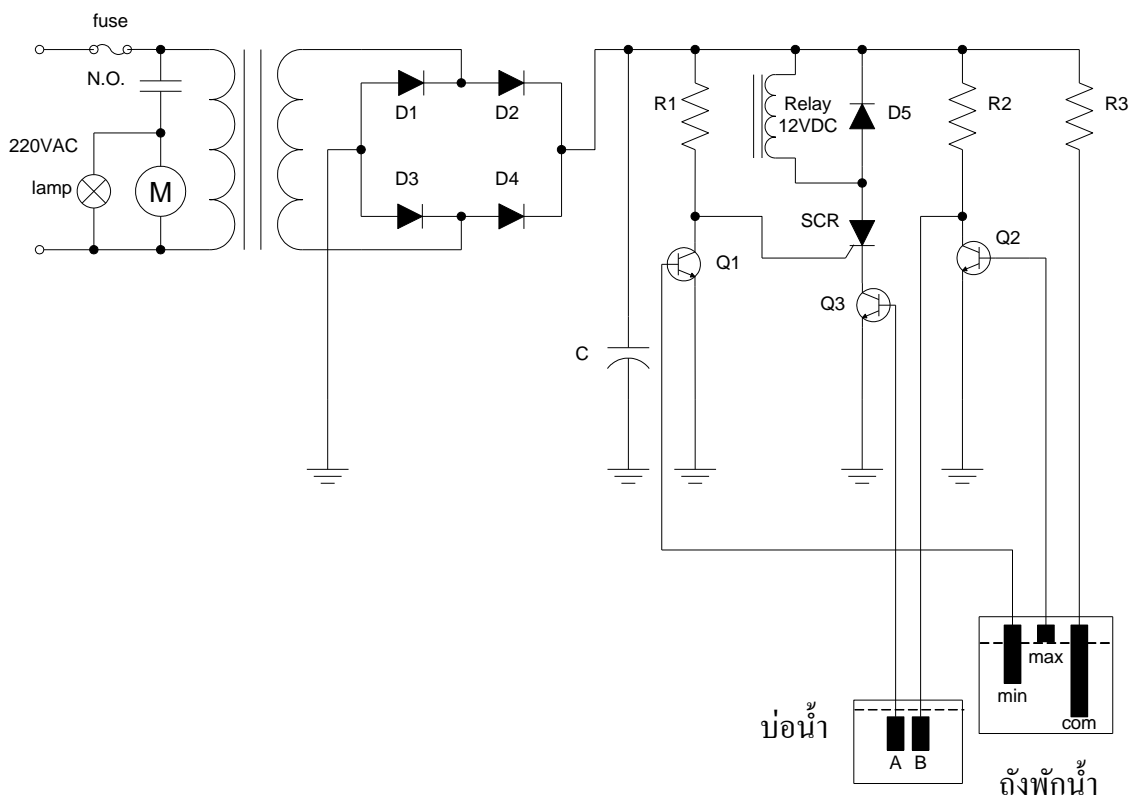 fuse
N.O.
220VAC
lamp
M
D1
D2
D3
D4
C
R1
Relay
12VDC
D5
R2
R3
SCR
Q1
Q2
Q3
max
min
com
บ่อน้ำ
A B
ถังพักน้ำ